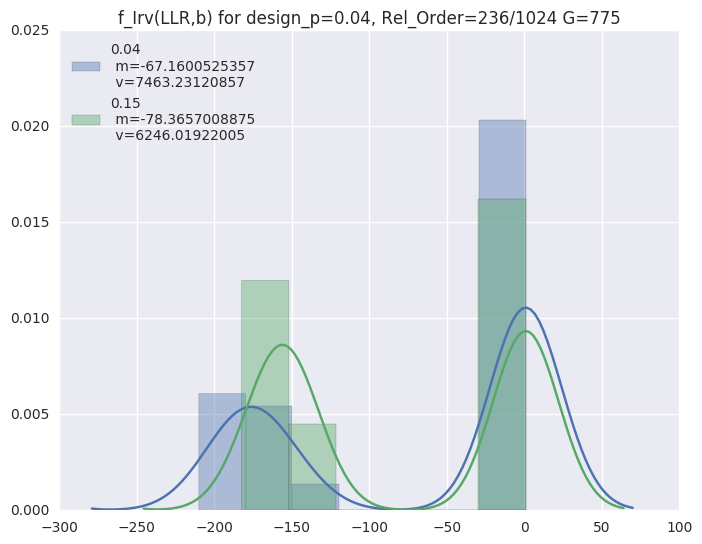 f_Irv(LLR,b) for design_p=0.04, Rel_Order=236/1024 G=775
0.025
0.04
m=-67.1600525357
v=7463.23120857
0.15
m=-78.3657008875
v=6246.01922005
0.020
0.015
0.010
0.005
0.000
−300 −250 −200 −150 −100 −50 0 50 100